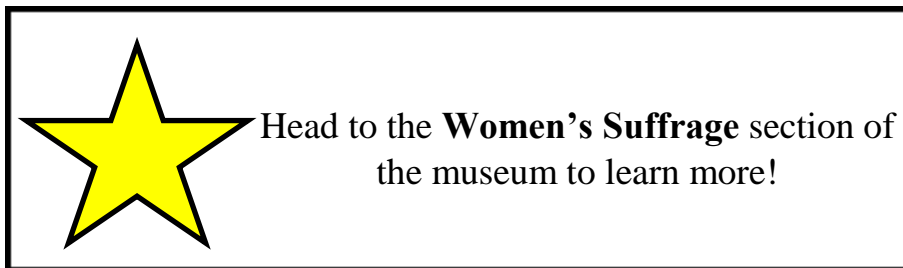 Head to the Women’s Suffrage section of
the museum to learn more!